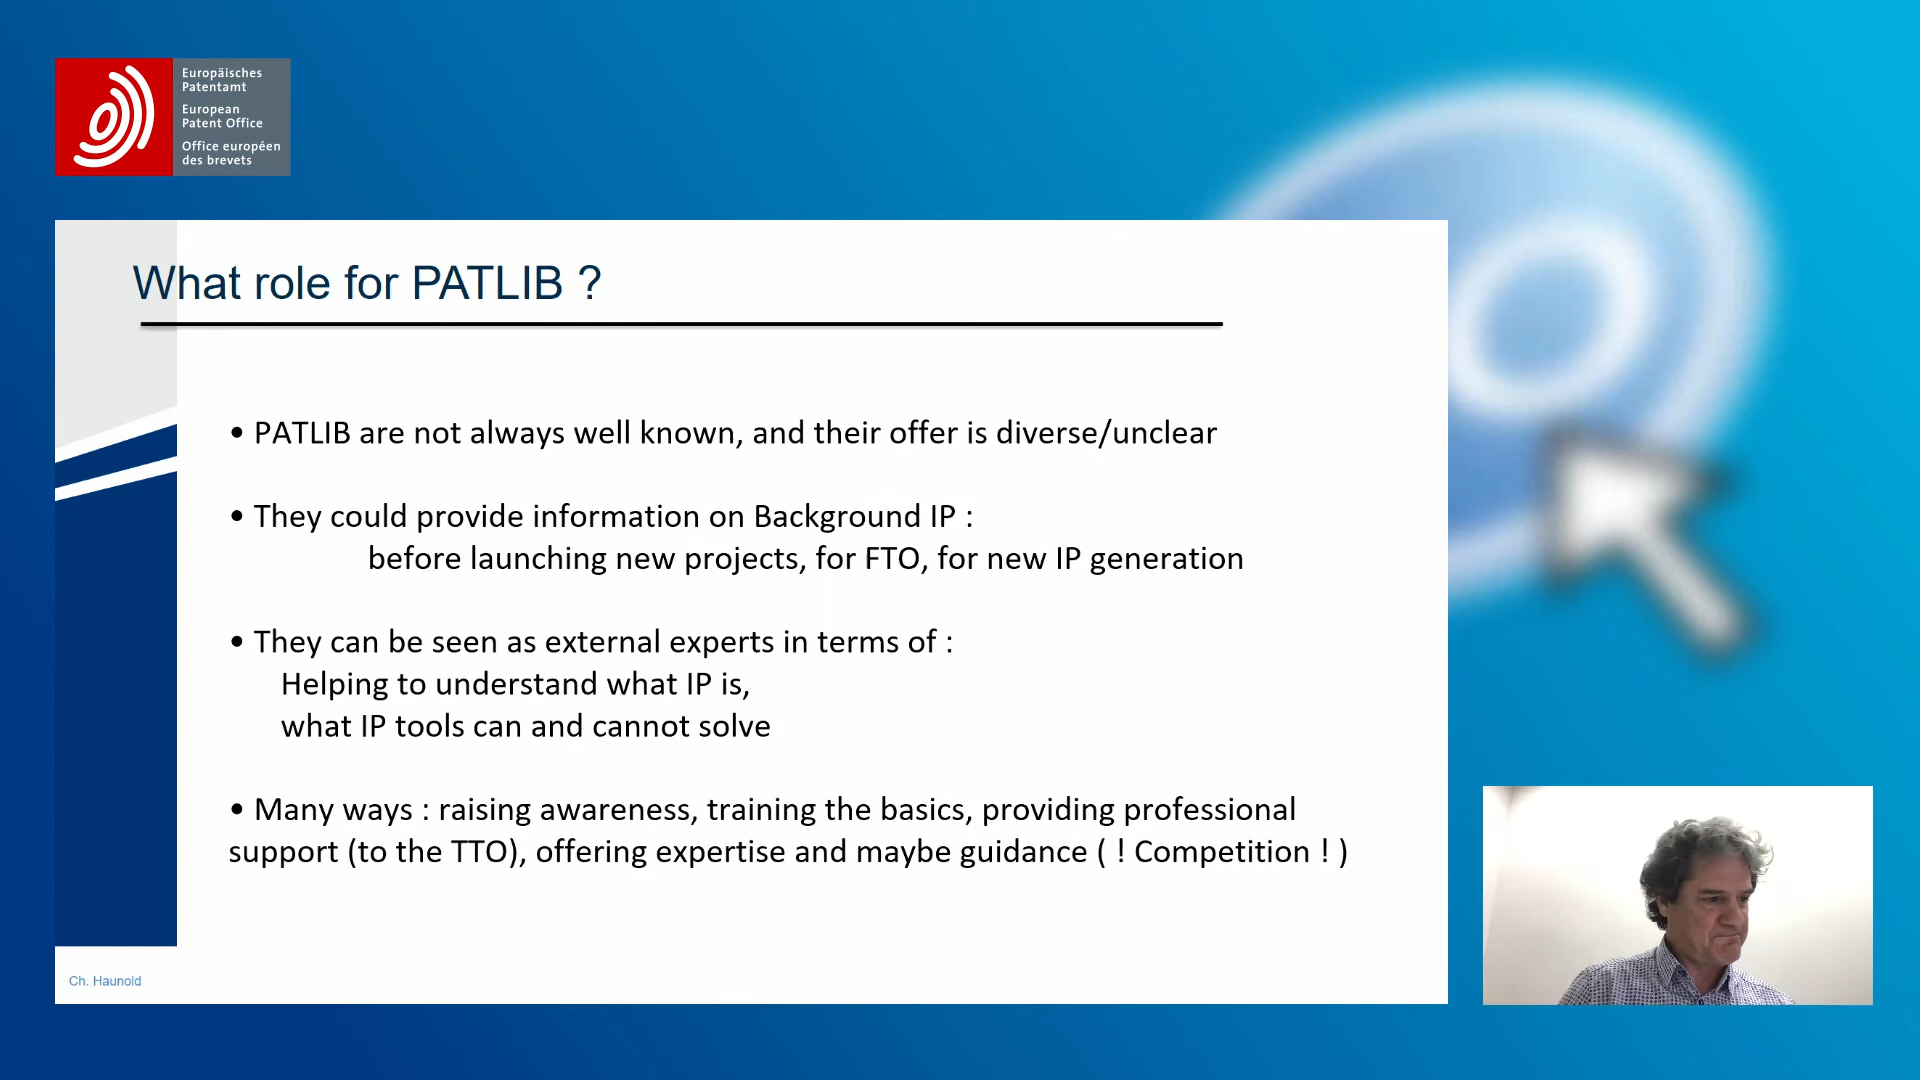 Europäisches
Patentamt
European
Patent Office
Office européen
des brevets
What role for PATLIB ?
• PATLIB are not always well known, and their offer is diverse/unclear
• They could provide information on Background IP :
before launching new projects, for FTO, for new IP generation
• They can be seen as external experts in terms of :
Helping to understand what IP is,
what IP tools can and cannot solve
• Many ways : raising awareness, training the basics, providing professional
support (to the TTO), offering expertise and maybe guidance ( ! Competition ! )
Ch. Haunold